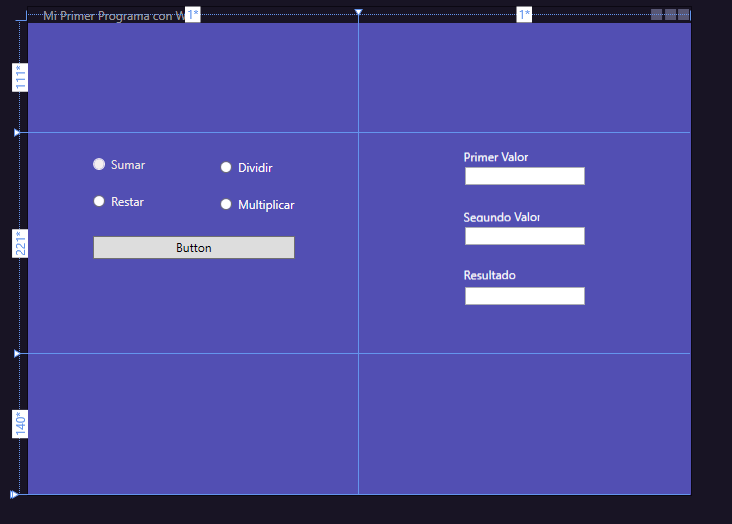 Mi Primer Programa con W
1*
1*
111*
Sumar
Dividir
Restar
Multiplicar
Button
Primer Valor
Segundo Valor
Resultado
221*
140*